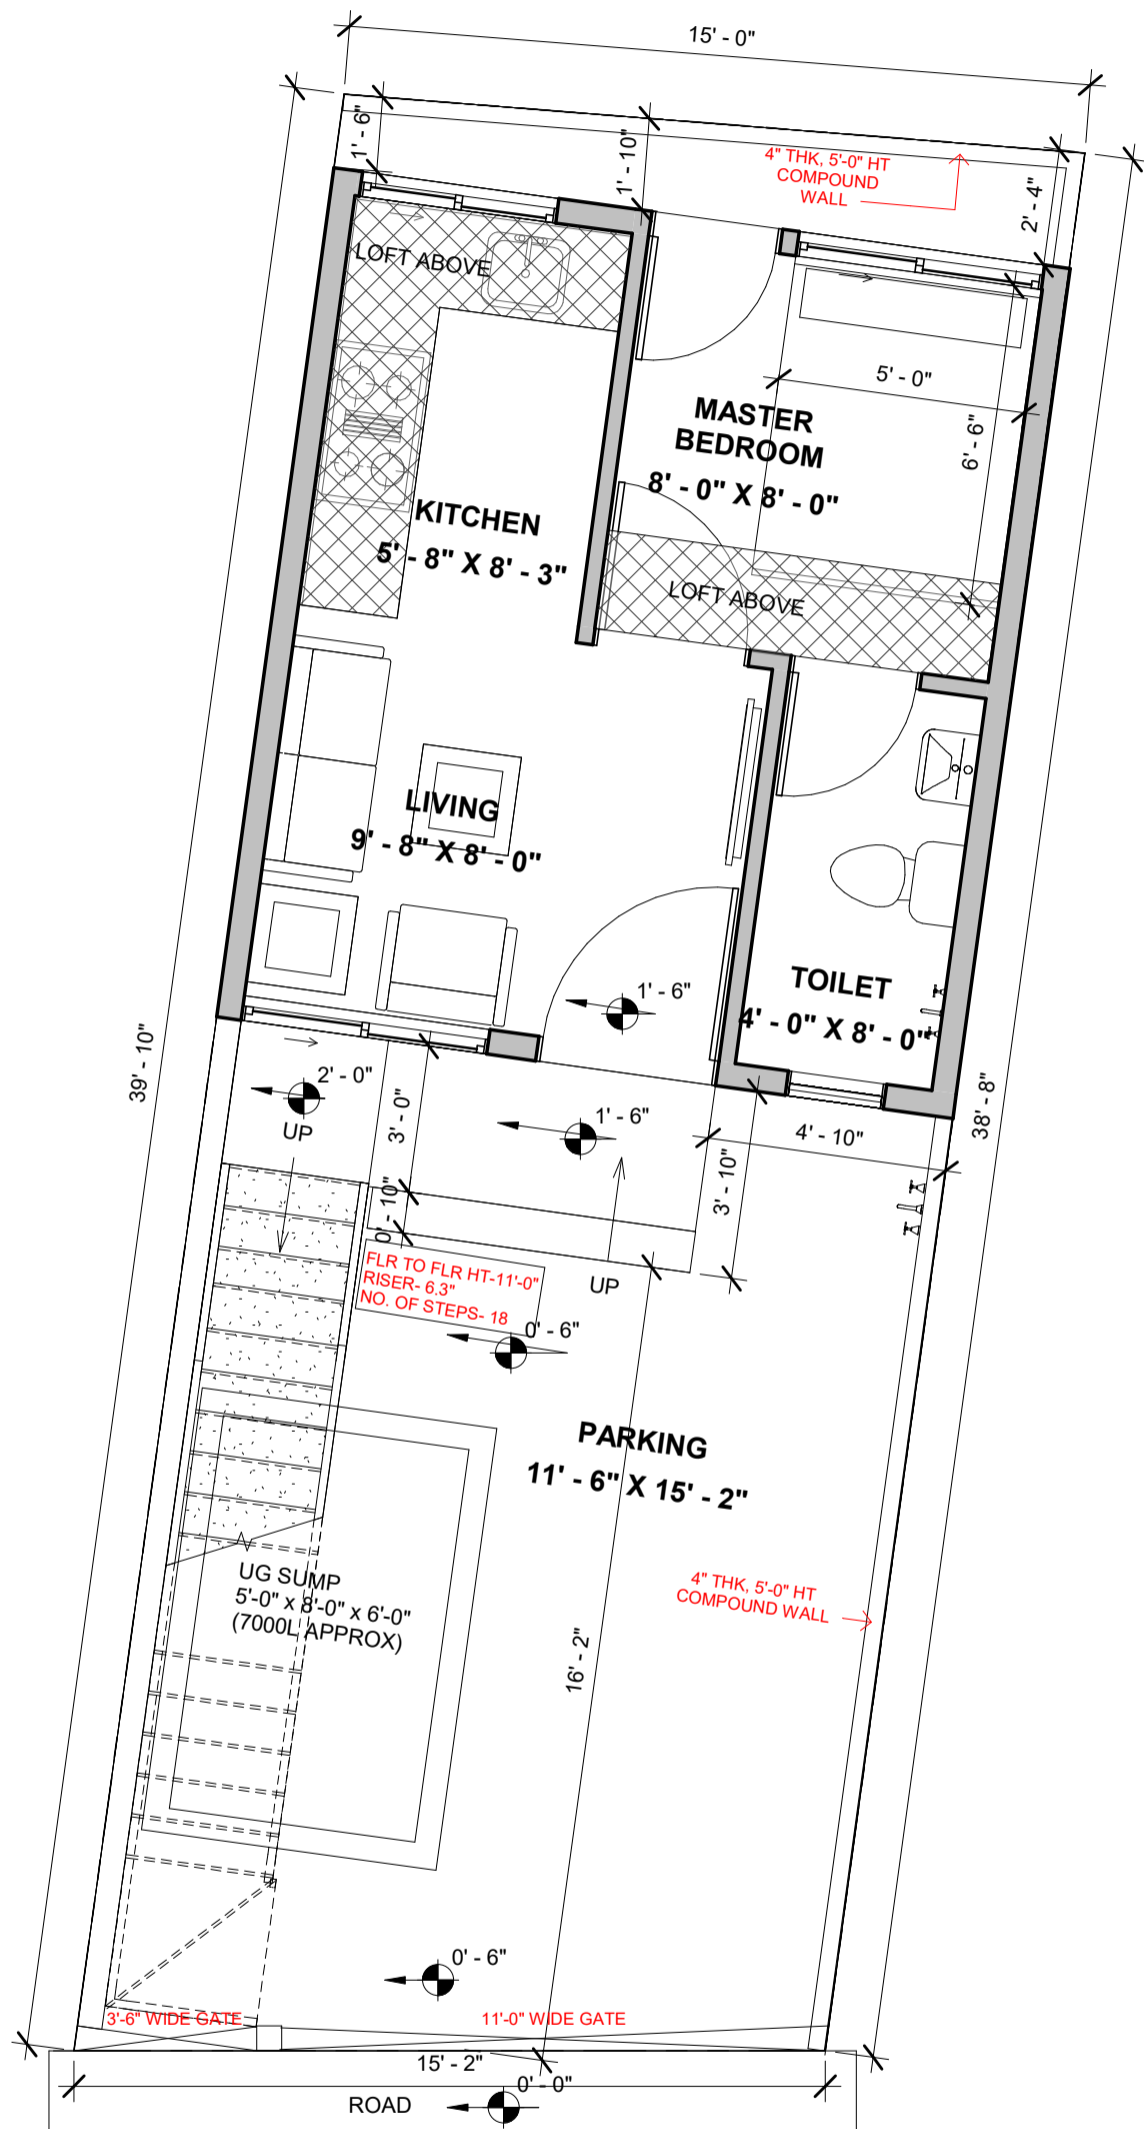 15' - 0"
1' - 6"
1' - 10"
4" THK, 5'-0" HT
COMPOUND
WALL
2' - 4"
LOFT ABOVE
5' - 0"
MASTER
BEDROOM
8' - 0" X 8' - 0"
6' - 6"
KITCHEN
5' - 8" X 8' - 3"
LOFT ABOVE
LIVING
9' - 8" X 8' - 0"
TOILET
4' - 0" X 8' - 0"
1' - 6"
39' - 10"
38' - 8"
2' - 0"
UP
3' - 0"
1' - 6"
4' - 10"
3' - 10"
0' - 10"
UP
FLR TO FLR HT-11'-0"
RISER- 6.3"
NO. OF STEPS- 18
0' - 6"
PARKING
11' - 6" X 15' - 2"
UG SUMP
5'-0" x 8'-0" x 6'-0"
(7000L APPROX)
4" THK, 5'-0" HT
COMPOUND WALL
16' - 2"
0' - 6"
3'-6" WIDE GATE
11'-0" WIDE GATE
15' - 2"
0' - 0"
ROAD